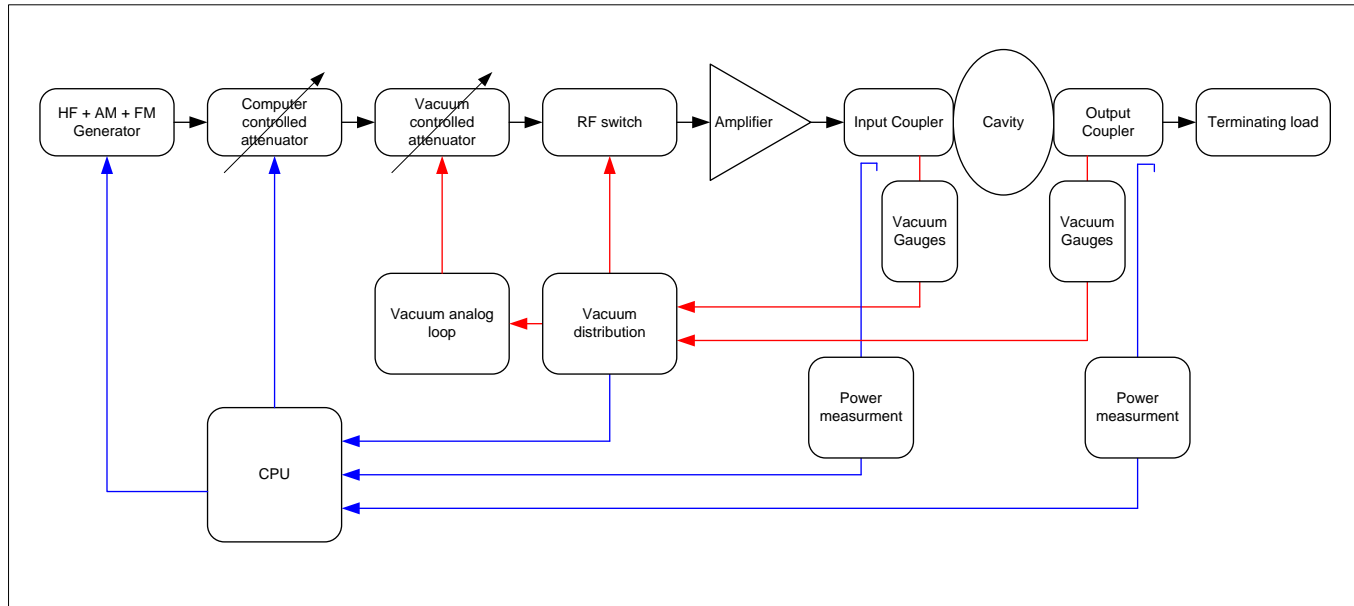 HF + AM + FM
Generator
Computer
controlled
attenuator
Vacuum
controlled
attenuator
RF switch
Amplifier
Input Coupler
Cavity
Output
Coupler
Terminating load
Vacuum
Gauges
Vacuum
Gauges
Vacuum analog
loop
Vacuum
distribution
Power
measurment
Power
measurment
CPU